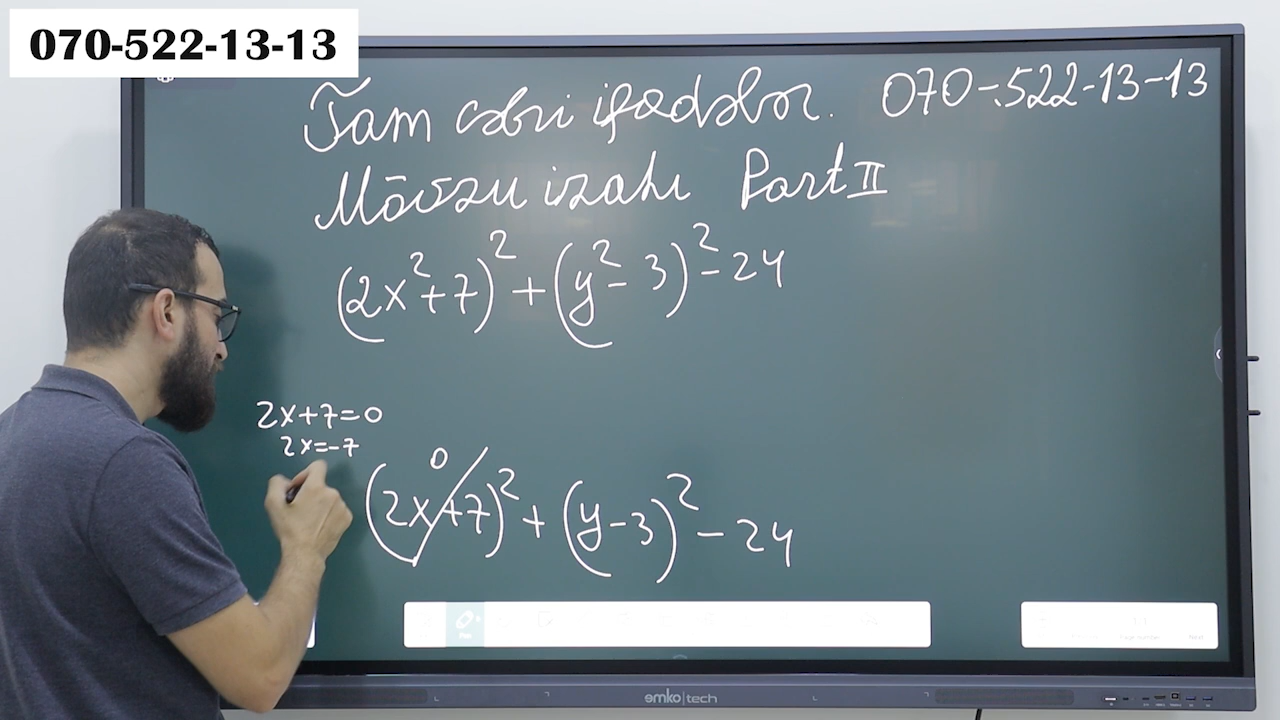 070-522-13-13
Tam cəbri ifadələr. 070-522-13-13
Mövzu izahı Part II
(2x²+7)²+(y²-3)²-24
2x+7=0
2x=-7
0
(2x+7)²+(y-3)²-24
emko|tech